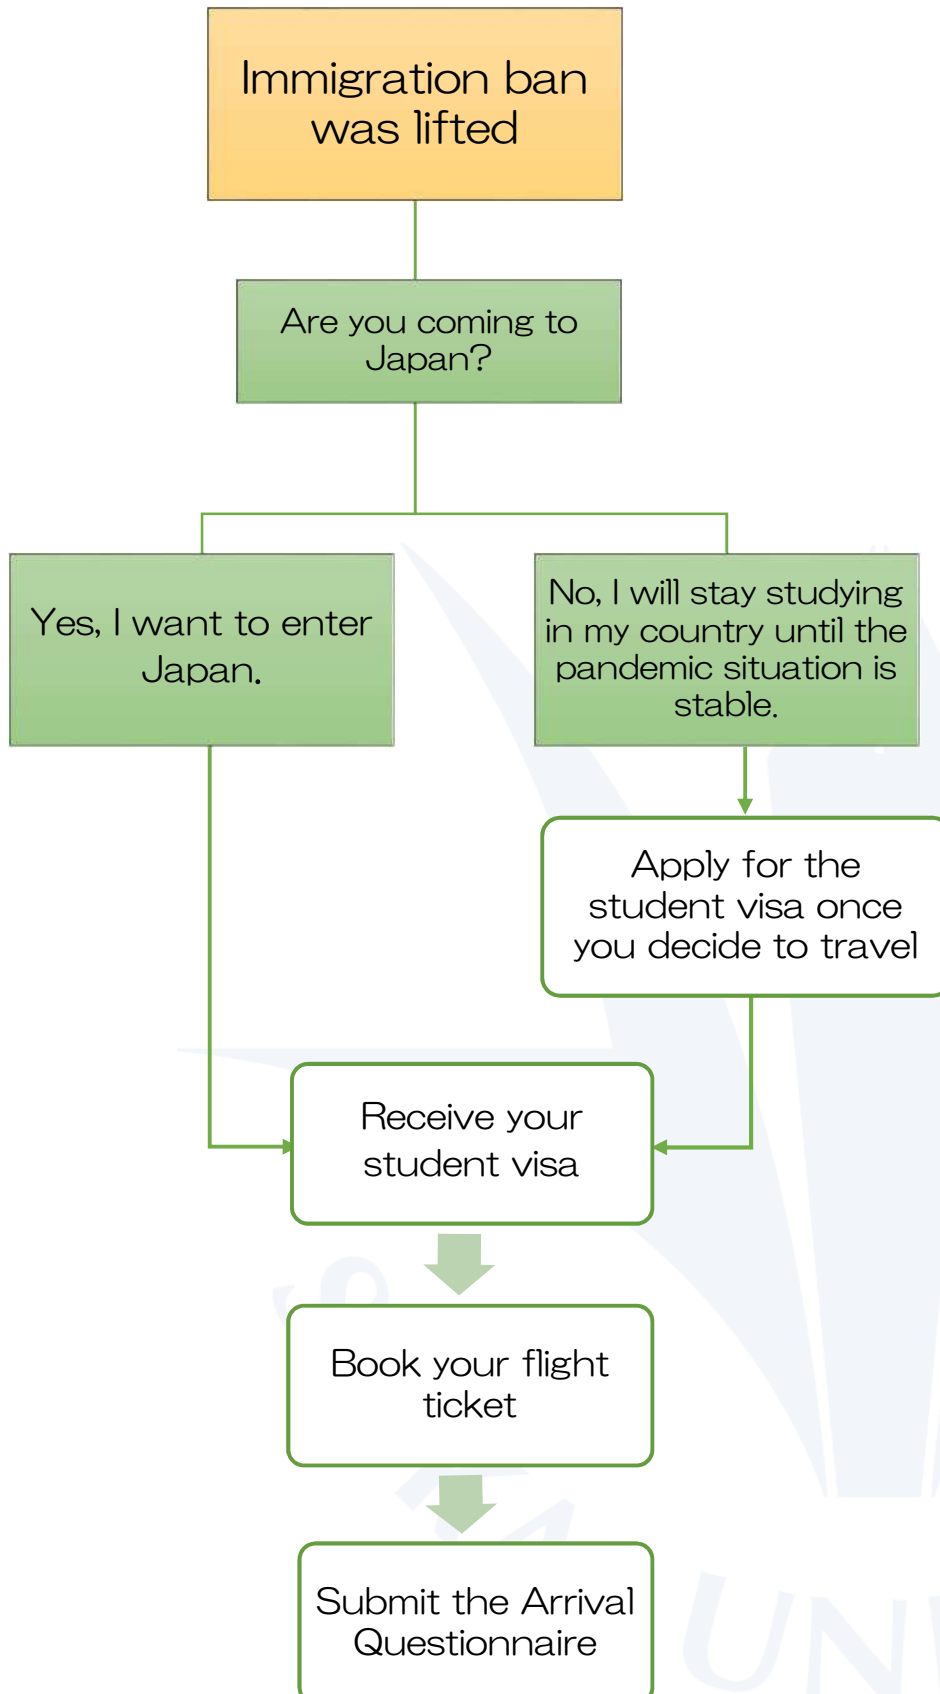 Immigration ban
was lifted
Are you coming to
Japan?
Yes, I want to enter
Japan.
No, I will stay studying
in my country until the
pandemic situation is
stable.
Apply for the
student visa once
you decide to travel
Receive your
student visa
Book your flight
ticket
Submit the Arrival
Questionnaire